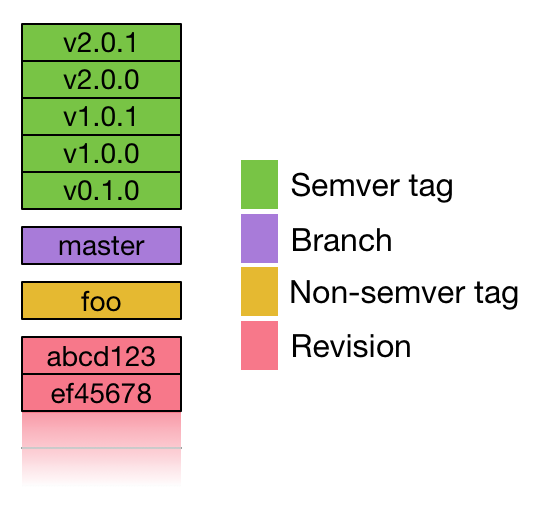 v2.0.1
v2.0.0
v1.0.1
v1.0.0
v0.1.0
master
foo
abcd123
ef45678
Semver tag
Branch
Non-semver tag
Revision